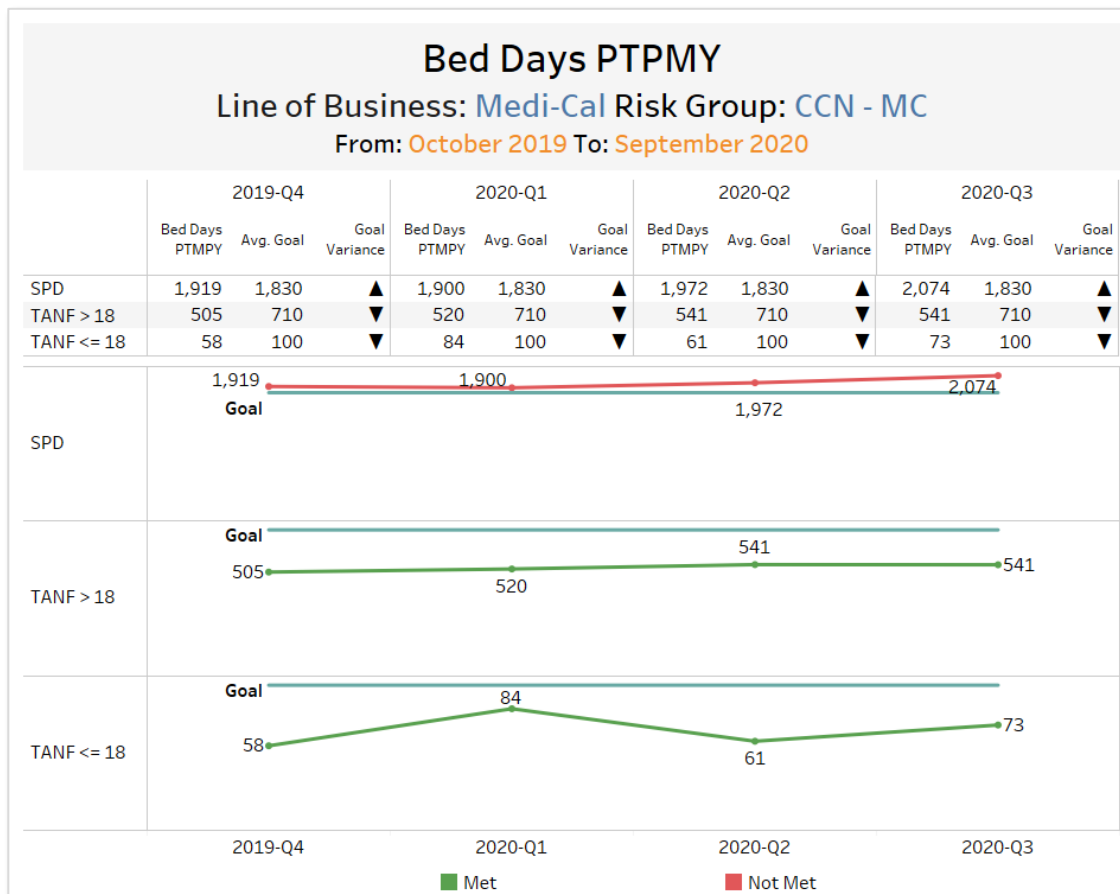 Bed Days PTPMY
Line of Business: Medi-Cal Risk Group: CCN - MC
From: October 2019 To: September 2020
2019-Q4 2020-Q1 2020-Q2 2020-Q3
Bed Days PTMPY Avg. Goal Goal Variance Bed Days PTMPY Avg. Goal Goal Variance Bed Days PTMPY Avg. Goal Goal Variance Bed Days PTMPY Avg. Goal Goal Variance
SPD 1,919 1,830 ▲ 1,900 1,830 ▲ 1,972 1,830 ▲ 2,074 1,830 ▲
TANF > 18 505 710 ▼ 520 710 ▼ 541 710 ▼ 541 710 ▼
TANF <= 18 58 100 ▼ 84 100 ▼ 61 100 ▼ 73 100 ▼
1,919 1,900 2,074
Goal 1,972
SPD
Goal
541
505 520 541
TANF > 18
Goal
84
58 61 73
TANF <= 18
2019-Q4 2020-Q1 2020-Q2 2020-Q3
Met Not Met